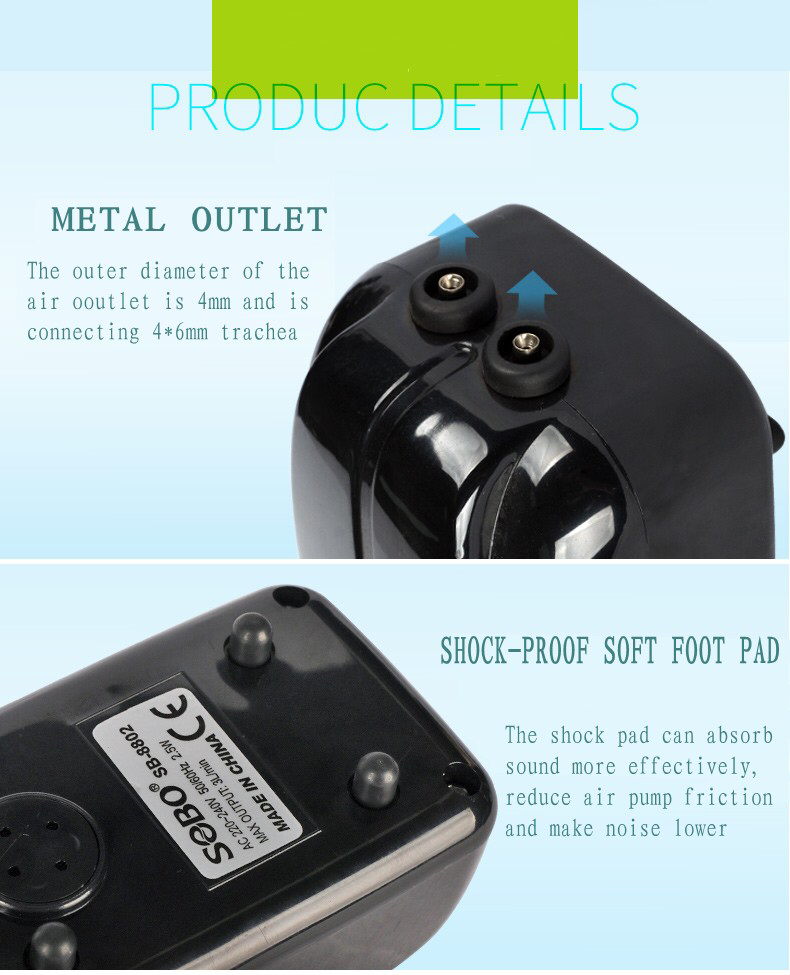 PRODUC DETAILS
METAL OUTLET
The outer diameter of the
air ooutlet is 4mm and is
connecting 4*6mm trachea
SHOCK-PROOF SOFT FOOT PAD
The shock pad can absorb
sound more effectively,
reduce air pump friction
and make noise lower
SOBO® SB-8802 CE
AC 220-240V 50/60Hz 2.5W
MAX OUTPUT: 3L/min
MADE IN CHINA